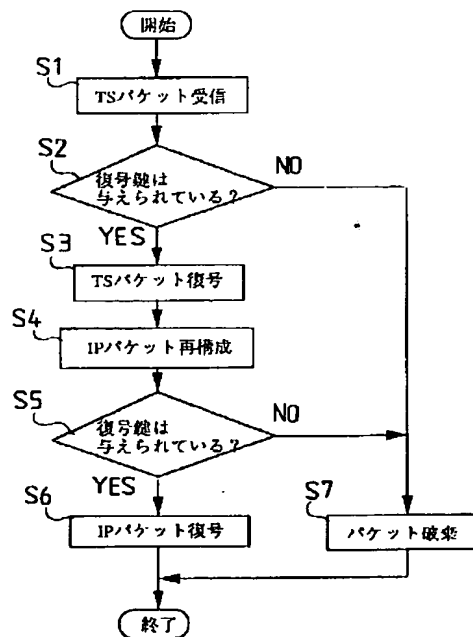 開始
S1
TSパケット受信
S2
復号鍵は
与えられている?
NO
YES
S3
TSパケット復号
S4
IPパケット再構成
S5
復号鍵は
与えられている?
NO
YES
S6
IPパケット復号
S7
パケット破棄
終了